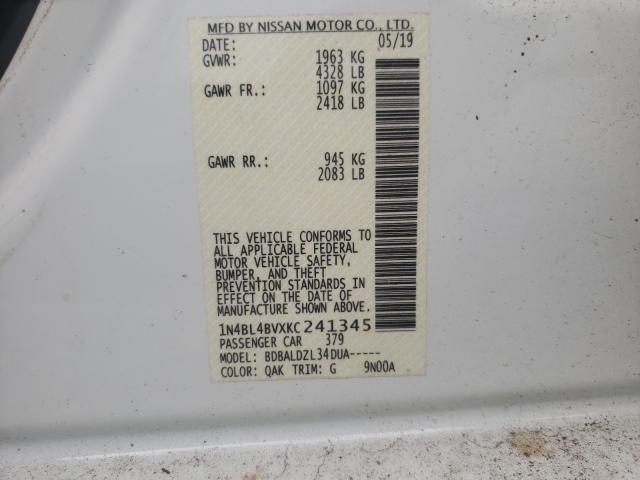 MFD BY NISSAN MOTOR CO., LTD.
DATE: 05/19
GVWR: 1963 KG
4328 LB
GAWR FR.: 1097 KG
2418 LB
GAWR RR.: 945 KG
2083 LB
THIS VEHICLE CONFORMS TO
ALL APPLICABLE FEDERAL
MOTOR VEHICLE SAFETY,
BUMPER, AND THEFT
PREVENTION STANDARDS IN
EFFECT ON THE DATE OF
MANUFACTURE SHOWN ABOVE.
1N4BL4BVXKC241345
PASSENGER CAR 379
MODEL: BDBALDZL34DUA-----
COLOR: QAK TRIM: G 9N00A